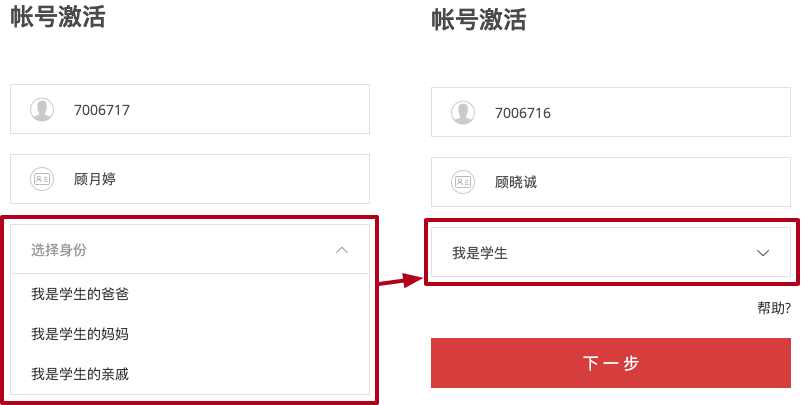 帐号激活
7006717
顾月婷
选择身份
我是学生的爸爸
我是学生的妈妈
我是学生的亲戚
帐号激活
7006716
顾晓诚
我是学生
帮助?
下一步